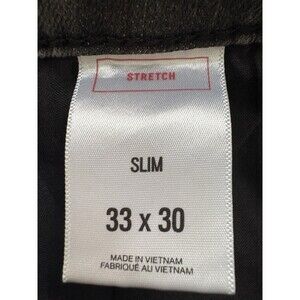 STRETCH
SLIM
33 x 30
MADE IN VIETNAM
FABRIQUÉ AU VIETNAM